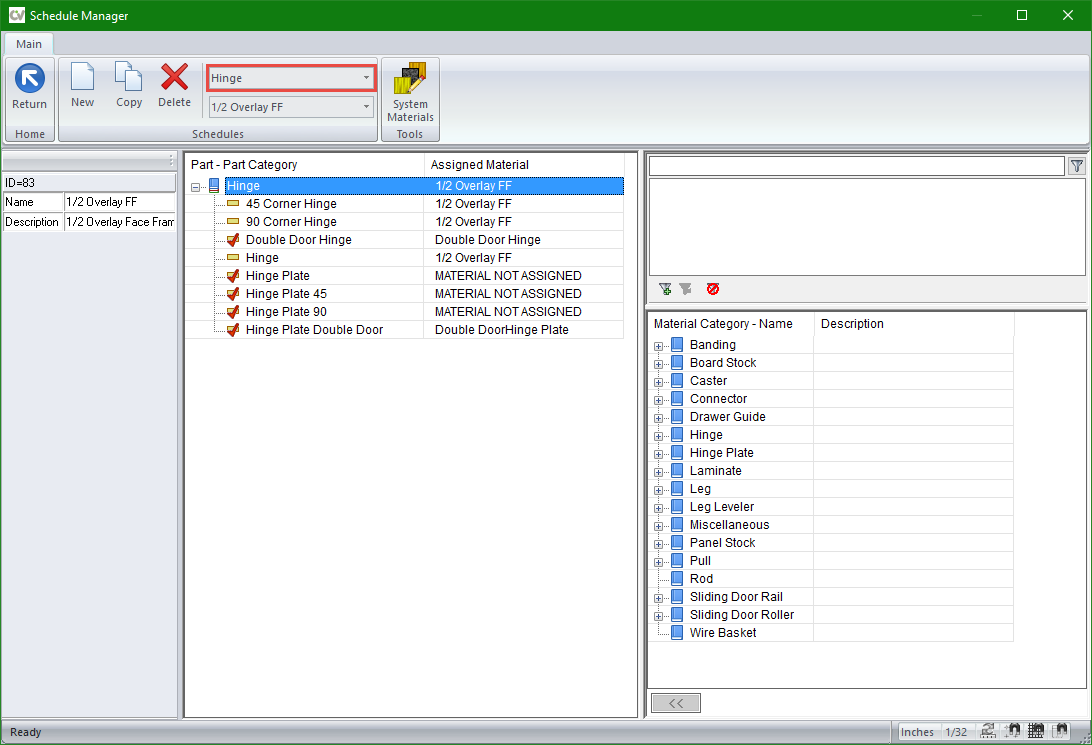 CV Schedule Manager
Main
Return
New
Copy
Delete
Hinge
1/2 Overlay FF
System
Materials
Home
Schedules
Tools
ID=83
Name 1/2 Overlay FF
Description 1/2 Overlay Face Fram
Part - Part Category Assigned Material
Hinge 1/2 Overlay FF
45 Corner Hinge 1/2 Overlay FF
90 Corner Hinge 1/2 Overlay FF
Double Door Hinge Double Door Hinge
Hinge 1/2 Overlay FF
Hinge Plate MATERIAL NOT ASSIGNED
Hinge Plate 45 MATERIAL NOT ASSIGNED
Hinge Plate 90 MATERIAL NOT ASSIGNED
Hinge Plate Double Door Double DoorHinge Plate
Material Category - Name Description
Banding
Board Stock
Caster
Connector
Drawer Guide
Hinge
Hinge Plate
Laminate
Leg
Leg Leveler
Miscellaneous
Panel Stock
Pull
Rod
Sliding Door Rail
Sliding Door Roller
Wire Basket
<<
Ready
Inches 1/32